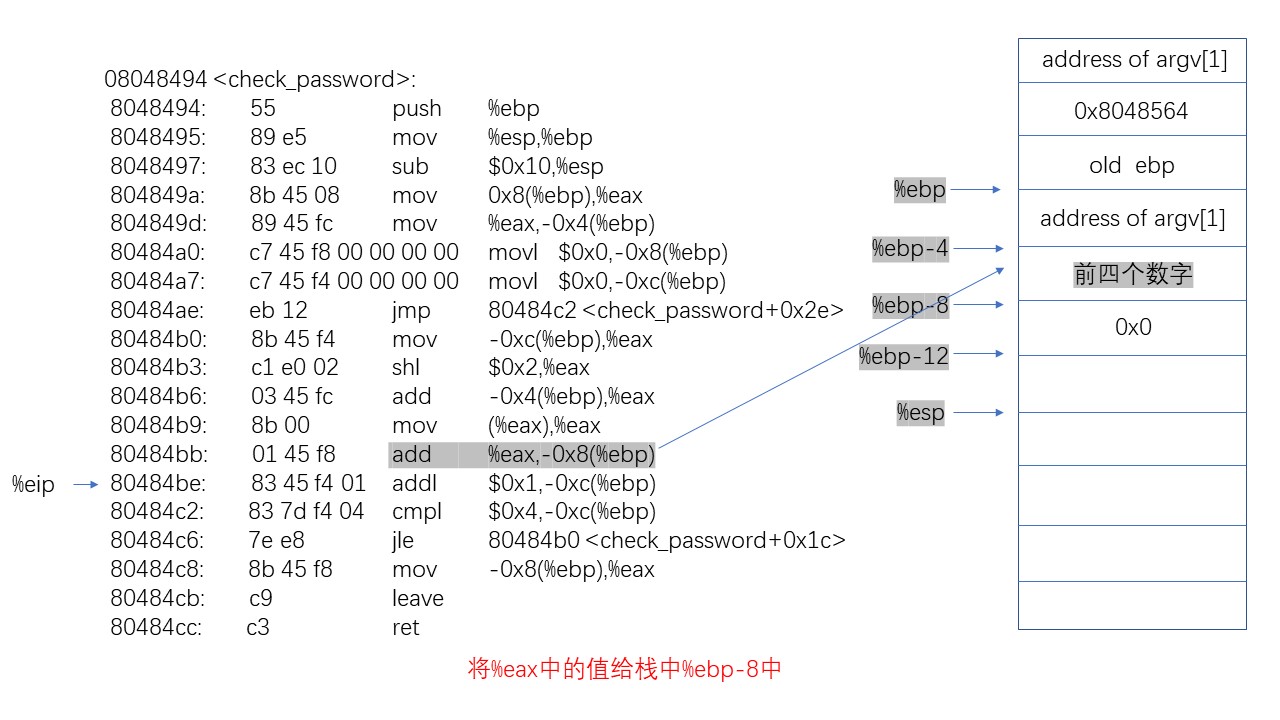 08048494 <check_password>:
8048494: 55 push %ebp
8048495: 89 e5 mov %esp,%ebp
8048497: 83 ec 10 sub $0x10,%esp
804849a: 8b 45 08 mov 0x8(%ebp),%eax
804849d: 89 45 fc mov %eax,-0x4(%ebp)
80484a0: c7 45 f8 00 00 00 00 movl $0x0,-0x8(%ebp)
80484a7: c7 45 f4 00 00 00 00 movl $0x0,-0xc(%ebp)
80484ae: eb 12 jmp 80484c2 <check_password+0x2e>
80484b0: 8b 45 f4 mov -0xc(%ebp),%eax
80484b3: c1 e0 02 shl $0x2,%eax
80484b6: 03 45 fc add -0x4(%ebp),%eax
80484b9: 8b 00 mov (%eax),%eax
80484bb: 01 45 f8 add %eax,-0x8(%ebp)
%eip
80484be: 83 45 f4 01 addl $0x1,-0xc(%ebp)
80484c2: 83 7d f4 04 cmpl $0x4,-0xc(%ebp)
80484c6: 7e e8 jle 80484b0 <check_password+0x1c>
80484c8: 8b 45 f8 mov -0x8(%ebp),%eax
80484cb: c9 leave
80484cc: c3 ret
%ebp
%ebp-4
%ebp-8
%ebp-12
%esp
address of argv[1]
0x8048564
old ebp
address of argv[1]
前四个数字
0x0
将%eax中的值给栈中%ebp-8中